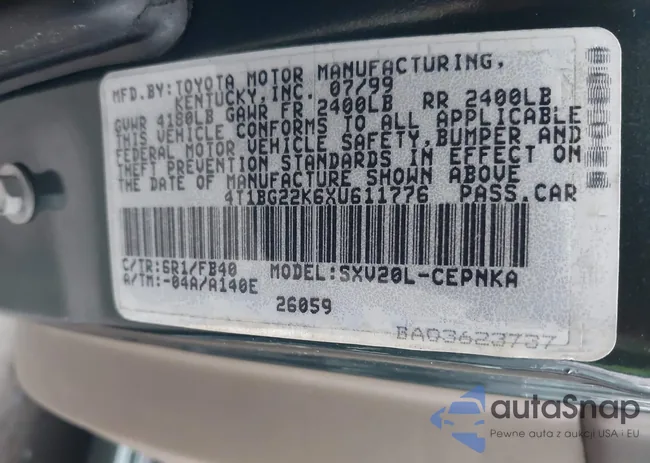 MFD.BY:TOYOTA MOTOR MANUFACTURING,
KENTUCKY,INC. 07/99
GVWR 4180LB GAWR FR 2400LB RR 2400LB
THIS VEHICLE CONFORMS TO ALL APPLICABLE
FEDERAL MOTOR VEHICLE SAFETY,BUMPER AND
THEFT PREVENTION STANDARDS IN EFFECT ON
THE DATE OF MANUFACTURE SHOWN ABOVE
4T1BG22K6XU611776 PASS.CAR
C/TR:6R1/FB40 MODEL:SXV20L-CEPNKA
A/TM:-04A/A140E
26059
BA03623737
autaSnap
Pewne auta z aukcji USA i EU